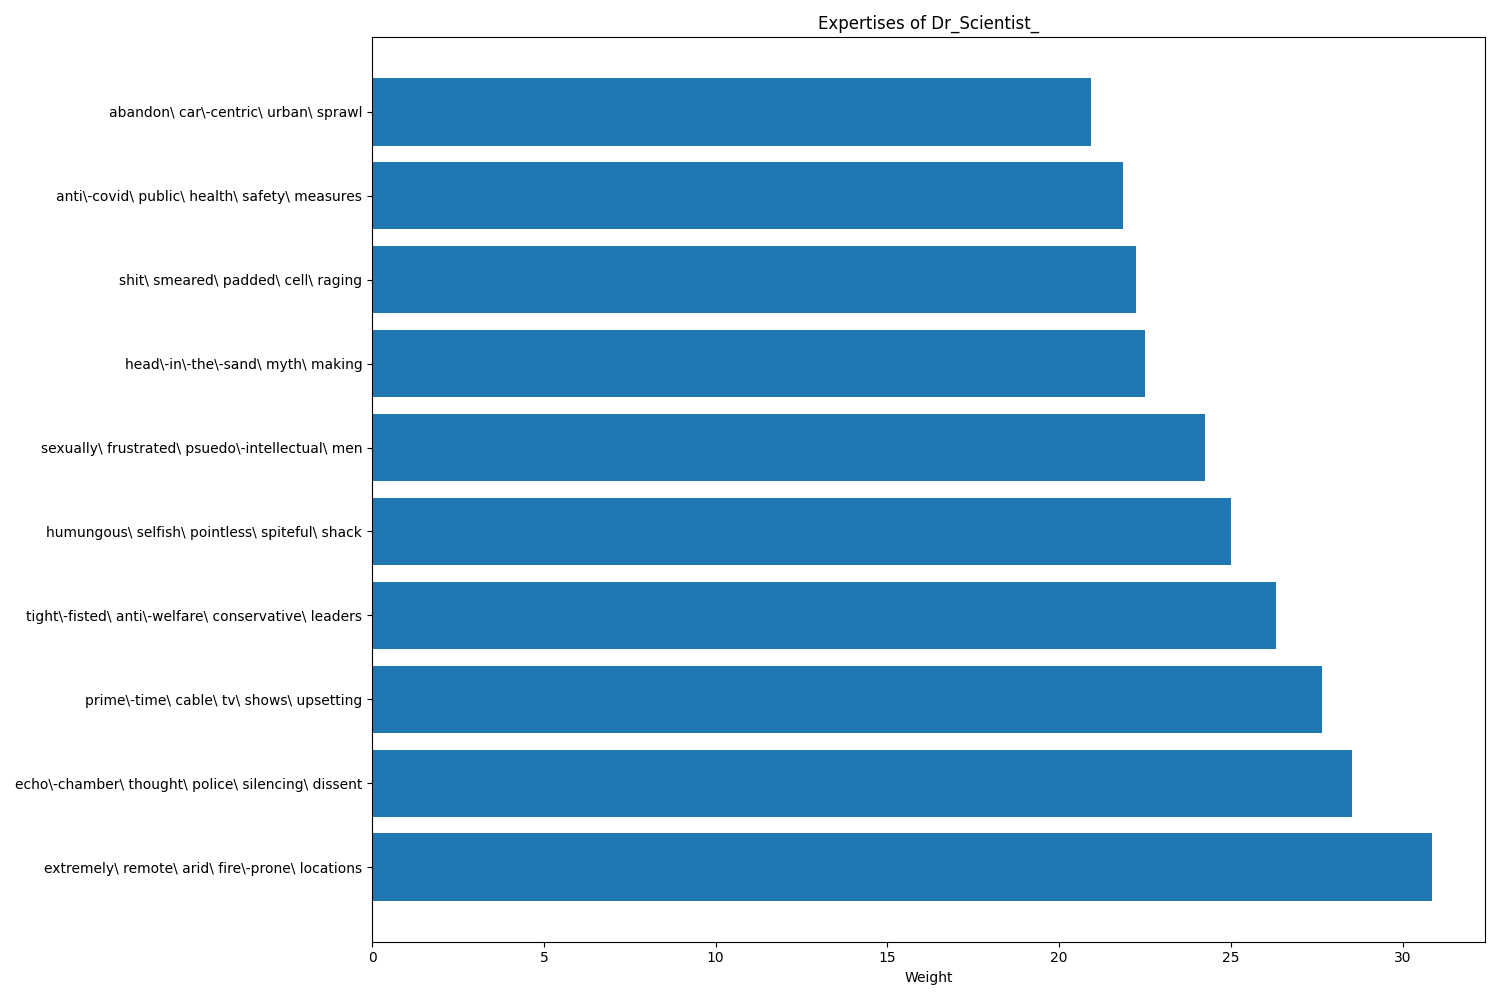 Expertises of Dr_Scientist_
abandon\ car\-centric\ urban\ sprawl
anti\-covid\ public\ health\ safety\ measures
shit\ smeared\ padded\ cell\ raging
head\-in\-the\-sand\ myth\ making
sexually\ frustrated\ psuedo\-intellectual\ men
humungous\ selfish\ pointless\ spiteful\ shack
tight\-fisted\ anti\-welfare\ conservative\ leaders
prime\-time\ cable\ tv\ shows\ upsetting
echo\-chamber\ thought\ police\ silencing\ dissent
extremely\ remote\ arid\ fire\-prone\ locations
0 5 10 15 20 25 30
Weight